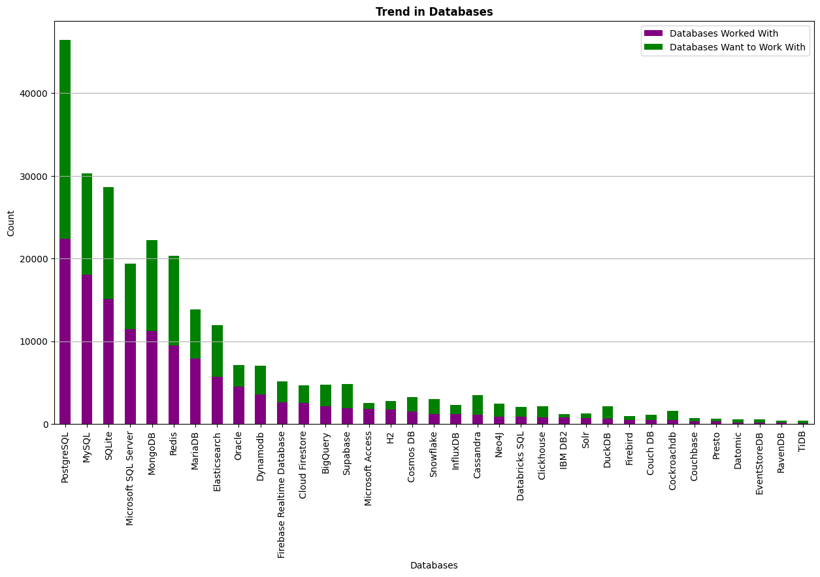 Trend in Databases
Databases Worked With
Databases Want to Work With
Count
40000
30000
20000
10000
0
PostgreSQL
MySQL
SQLite
Microsoft SQL Server
MongoDB
Redis
MariaDB
Elasticsearch
Oracle
Dynamodb
Firebase Realtime Database
Cloud Firestore
BigQuery
Supabase
Microsoft Access
H2
Cosmos DB
Snowflake
InfluxDB
Cassandra
Neo4J
Databricks SQL
Clickhouse
IBM DB2
Solr
DuckDB
Firebird
Couch DB
Cockroachdb
Couchbase
Presto
Datomic
EventStoreDB
RavenDB
TiDB
Databases